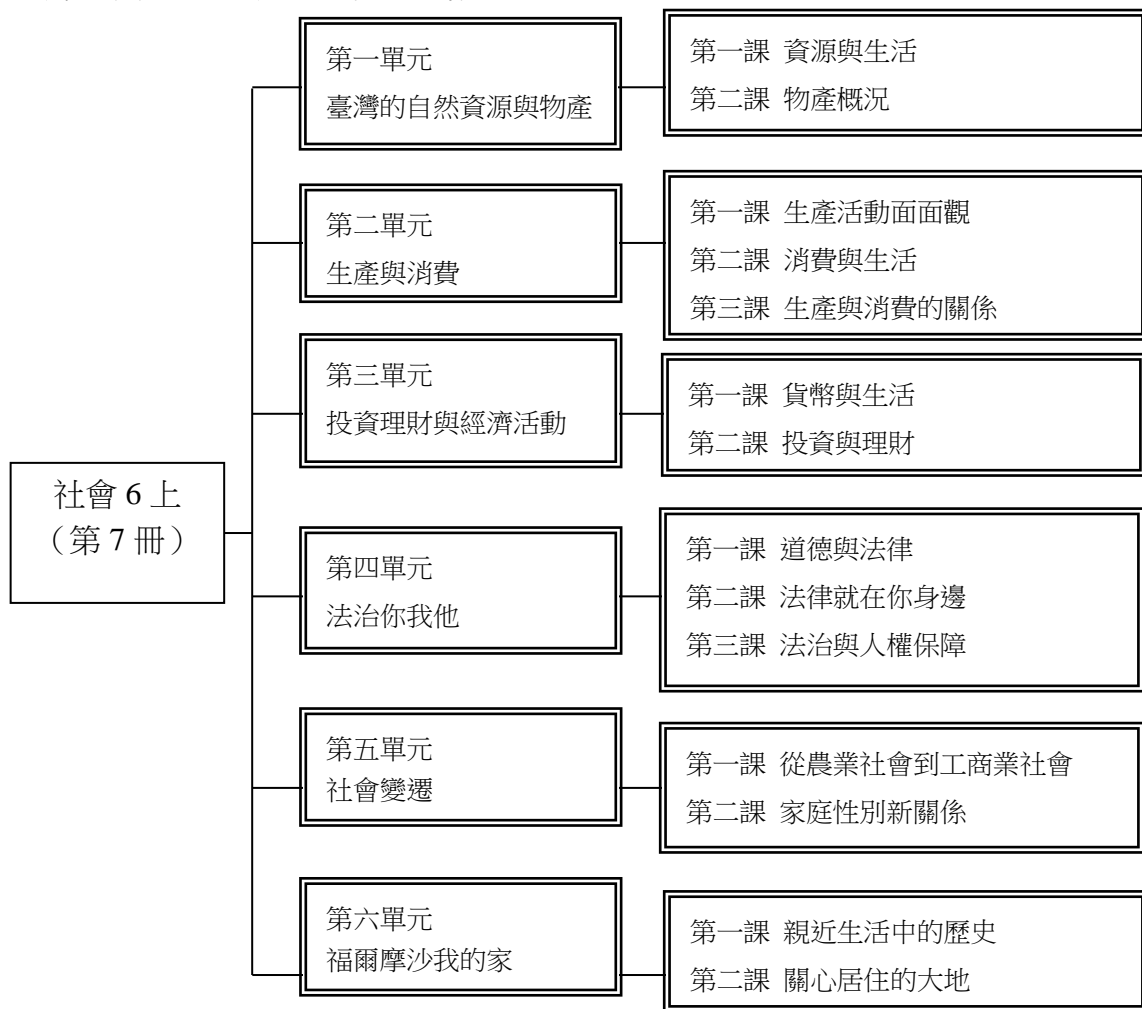 社會 6 上
（第 7 冊）
第一單元
臺灣的自然資源與物產
第一課 資源與生活
第二課 物產概況
第二單元
生產與消費
第一課 生產活動面面觀
第二課 消費與生活
第三課 生產與消費的關係
第三單元
投資理財與經濟活動
第一課 貨幣與生活
第二課 投資與理財
第四單元
法治你我他
第一課 道德與法律
第二課 法律就在你身邊
第三課 法治與人權保障
第五單元
社會變遷
第一課 從農業社會到工商業社會
第二課 家庭性別新關係
第六單元
福爾摩沙我的家
第一課 親近生活中的歷史
第二課 關心居住的大地